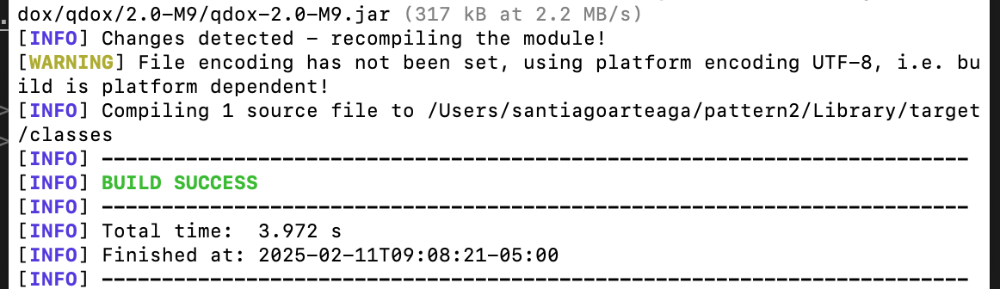 dox/qdox/2.0-M9/qdox-2.0-M9.jar (317 kB at 2.2 MB/s)
[INFO] Changes detected - recompiling the module!
[WARNING] File encoding has not been set, using platform encoding UTF-8, i.e. bu
ild is platform dependent!
[INFO] Compiling 1 source file to /Users/santiagoarteaga/pattern2/Library/target
/classes
[INFO] ------------------------------------------------------------------------
[INFO] BUILD SUCCESS
[INFO] ------------------------------------------------------------------------
[INFO] Total time:  3.972 s
[INFO] Finished at: 2025-02-11T09:08:21-05:00
[INFO] ------------------------------------------------------------------------